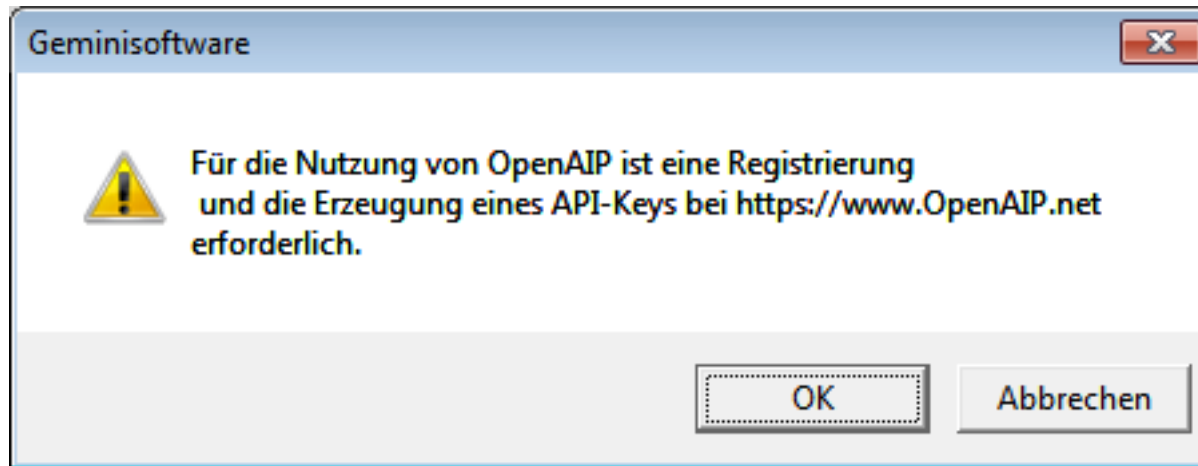 Geminisoftware
Für die Nutzung von OpenAIP ist eine Registrierung
und die Erzeugung eines API-Keys bei https://www.OpenAIP.net
erforderlich.
OK
Abbrechen